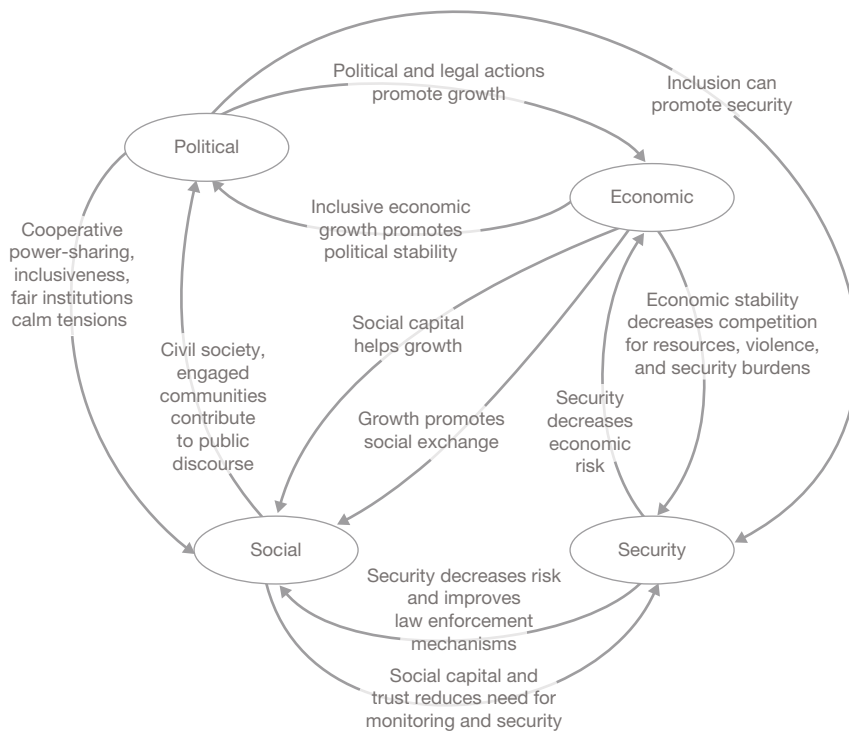 Political and legal actions
promote growth
Inclusion can
promote security
Political
Economic
Inclusive economic
growth promotes
political stability
Cooperative
power-sharing,
inclusiveness,
fair institutions
calm tensions
Economic stability
decreases competition
for resources, violence,
and security burdens
Social capital
helps growth
Civil society,
engaged
communities
contribute
to public
discourse
Growth promotes
social exchange
Security
decreases
economic
risk
Social
Security
Security decreases risk
and improves
law enforcement
mechanisms
Social capital and
trust reduces need for
monitoring and security